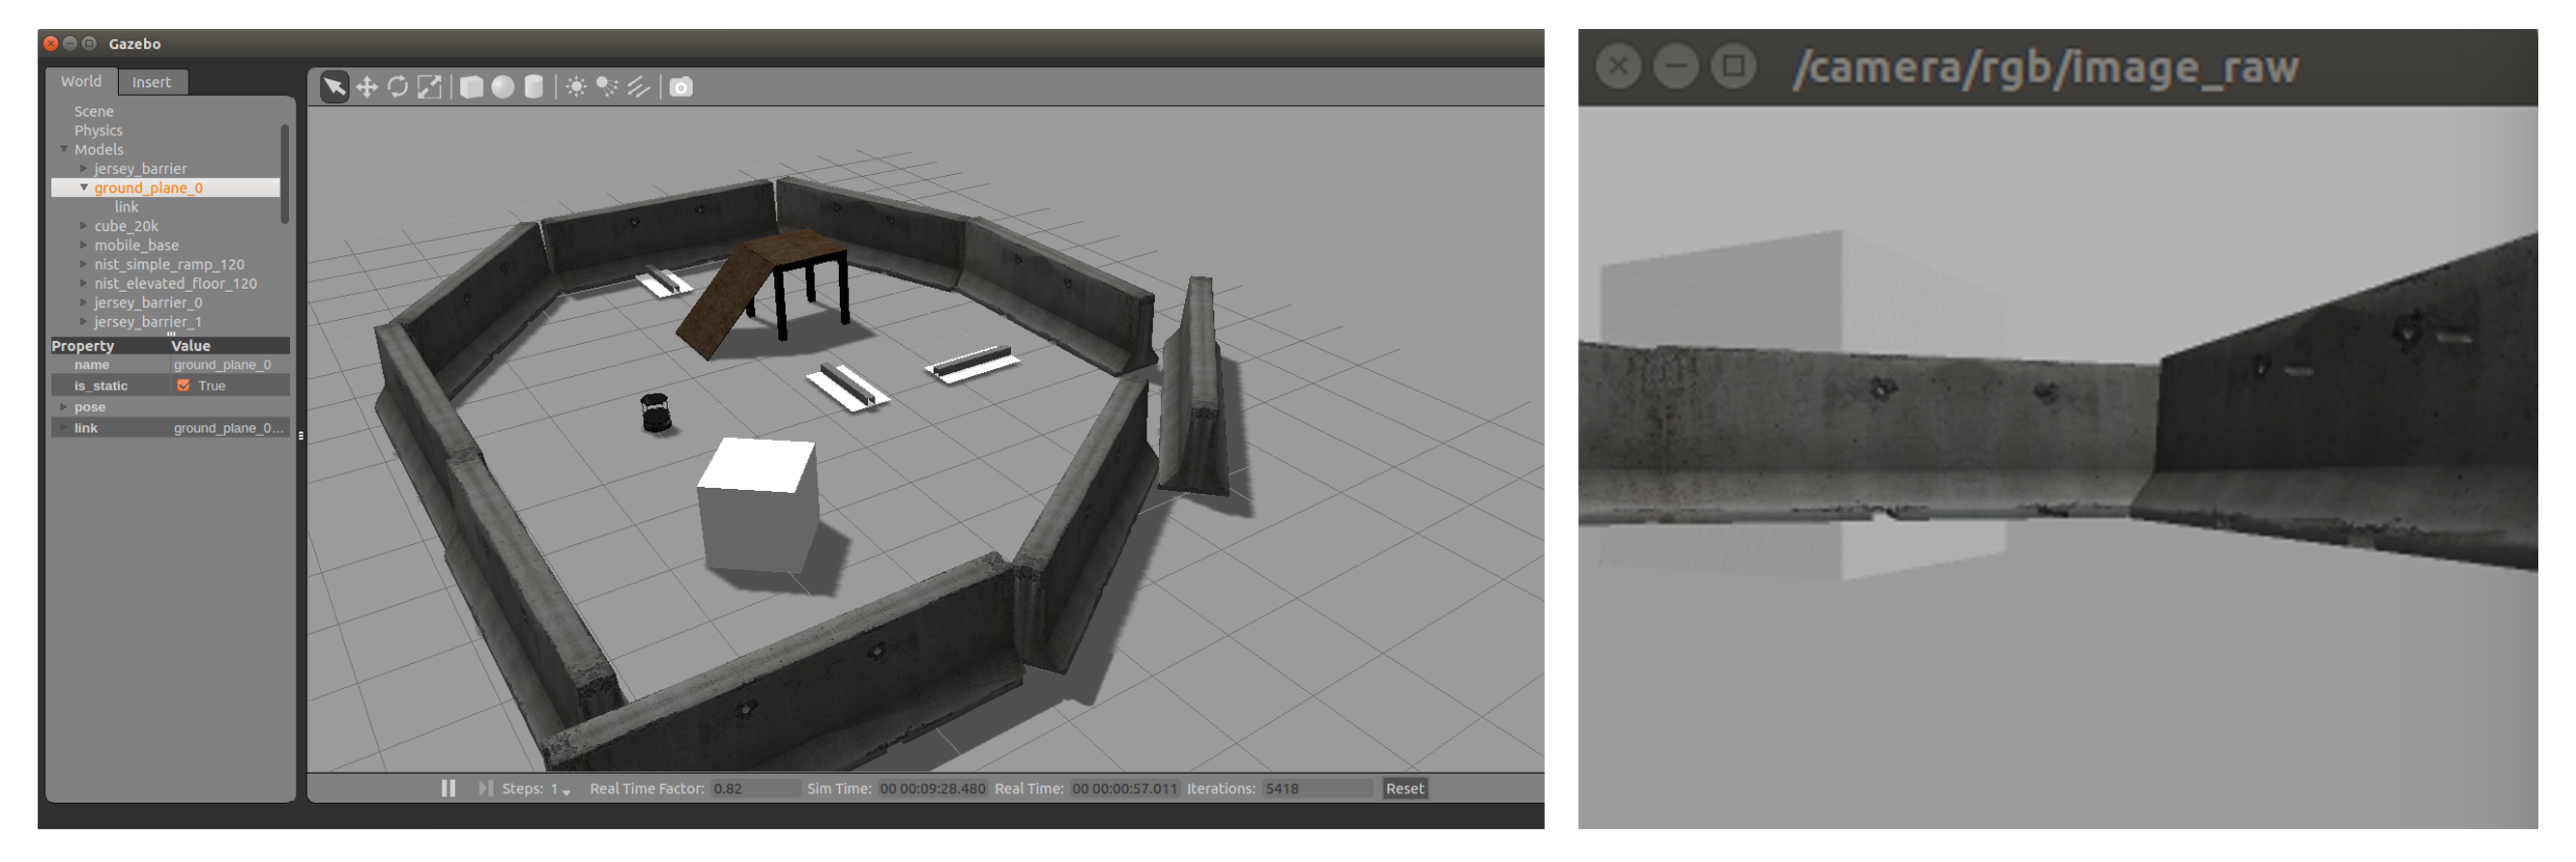 Gazebo
World Insert
Scene
Physics
Models
jersey_barrier
ground_plane_0
link
cube_20k
mobile_base
nist_simple_ramp_120
nist_elevated_floor_120
jersey_barrier_0
jersey_barrier_1
Property Value
name ground_plane_0
is_static True
pose
link ground_plane_0...
Steps: 1 Real Time Factor: 0.82 Sim Time: 00 00:09:28.480 Real Time: 00 00:00:57.011 Iterations: 5418 Reset
/camera/rgb/image_raw